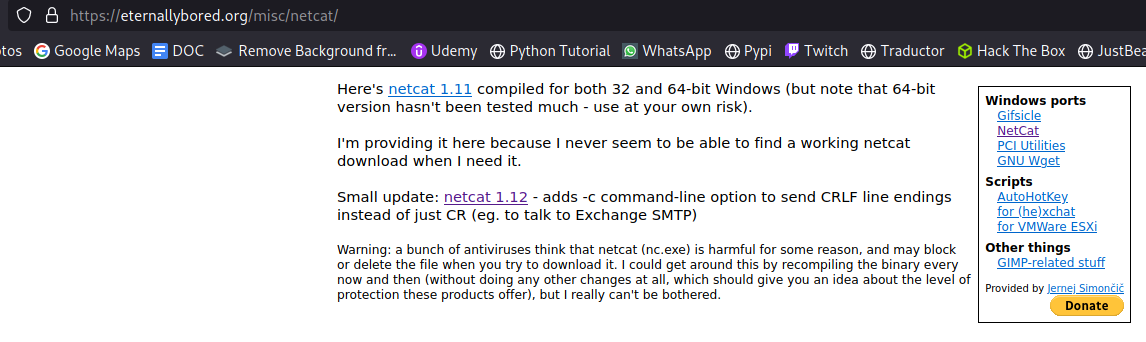 https://eternallybored.org/misc/netcat/
otos Google Maps DOC Remove Background fr... Udemy Python Tutorial WhatsApp Pypi Twitch Traductor Hack The Box JustBea
Here's netcat 1.11 compiled for both 32 and 64-bit Windows (but note that 64-bit
version hasn't been tested much - use at your own risk).
I'm providing it here because I never seem to be able to find a working netcat
download when I need it.
Small update: netcat 1.12 - adds -c command-line option to send CRLF line endings
instead of just CR (eg. to talk to Exchange SMTP)
Warning: a bunch of antiviruses think that netcat (nc.exe) is harmful for some reason, and may block
or delete the file when you try to download it. I could get around this by recompiling the binary every
now and then (without doing any other changes at all, which should give you an idea about the level of
protection these products offer), but I really can't be bothered.
Windows ports
Gifsicle
NetCat
PCI Utilities
GNU Wget
Scripts
AutoHotKey
for (he)xchat
for VMWare ESXi
Other things
GIMP-related stuff
Provided by Jernej Simončič
Donate